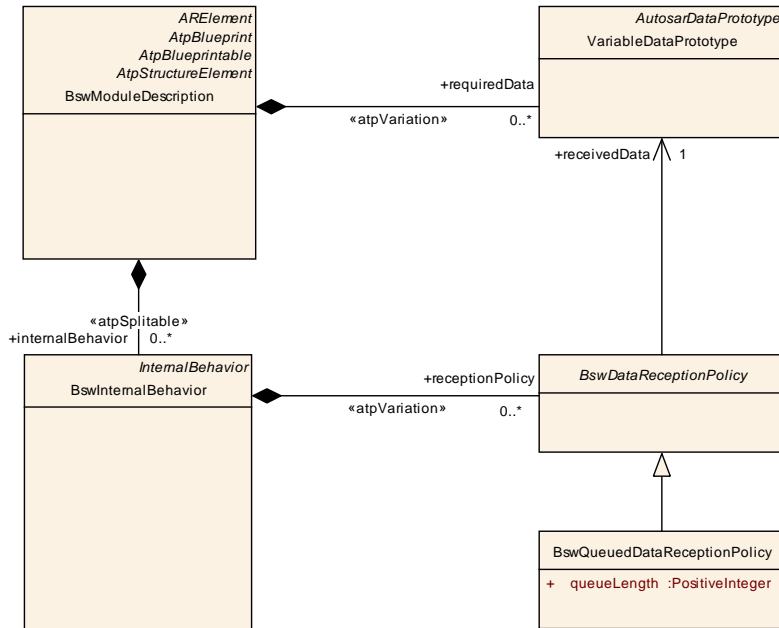 ARElement
AtpBlueprint
AtpBlueprintable
AtpStructureElement
BswModuleDescription
AutosarDataPrototype
VariableDataPrototype
+requiredData
«atpVariation»
0..*
+receivedData
1
«atpSplitable»
+internalBehavior
0..*
InternalBehavior
BswInternalBehavior
+receptionPolicy
«atpVariation»
0..*
BswDataReceptionPolicy
BswQueuedDataReceptionPolicy
+ queueLength :PositiveInteger